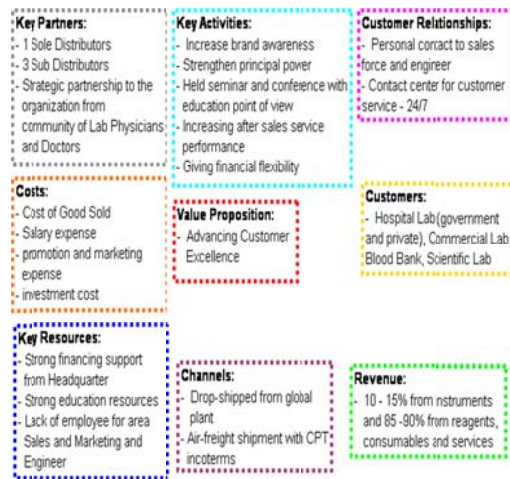 Key Partners:
- 1 Sole Distributors
- 3 Sub Distributors
- Strategic partnership to the
organization from
community of Lab Physicians
and Doctors
Key Activities:
- Increase brand awareness
- Strengthen principal power
- Held seminar and conference with
education point of view
- Increasing after sales service
performance
- Giving financial flexibility
Customer Relationships:
- Personal corcact to sales
force and engireer
- Contact center for customer
service - 24/7
Costs:
- Cost of Good Sold
- Salary expense
- promotion and marketing
expense
- investment cost
Value Proposition:
- Advancing Customer
Excellence
Customers:
- Hospital Lab(government
and private), Commercial Lab
Blood Bank, Scientific Lab
Key Resources:
- Strong financing support
from Headquarter
- Strong education resources
- Lack of employee for area
Sales and Marketing and
Engineer
Channels:
- Drop-shipped from global
plant
- Air-freight shipment with CPT
incoterms
Revenue:
- 10 - 15% from nstruments
and 85 -90% from reagents,
consumables and services